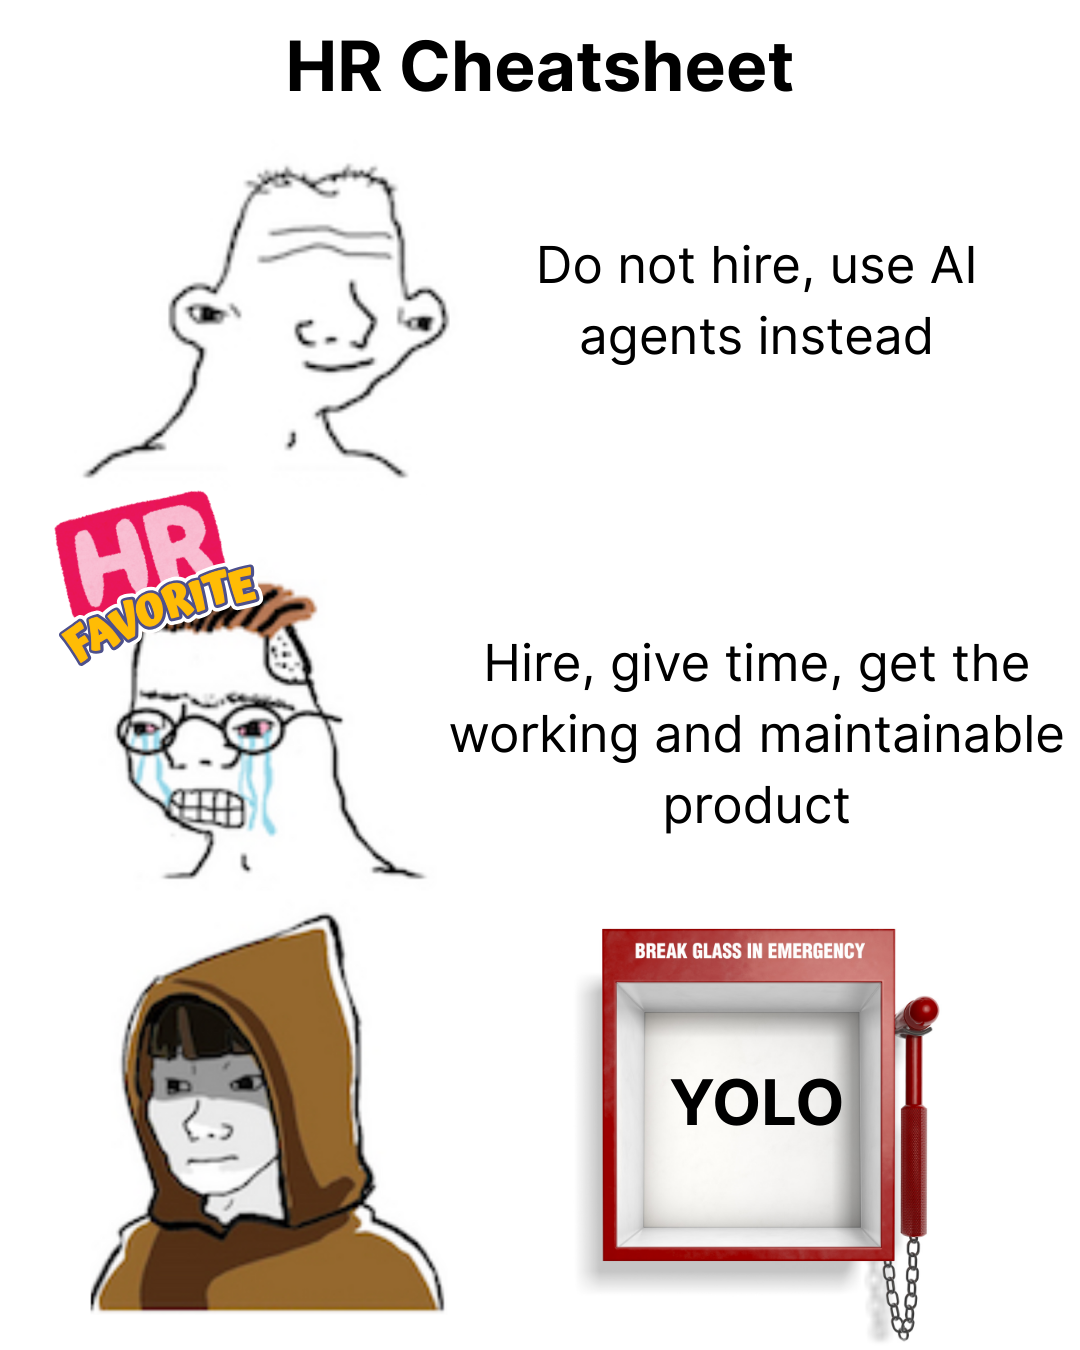 HR Cheatsheet
Do not hire, use AI
agents instead
HR
FAVORITE
Hire, give time, get the
working and maintainable
product
BREAK GLASS IN EMERGENCY
YOLO